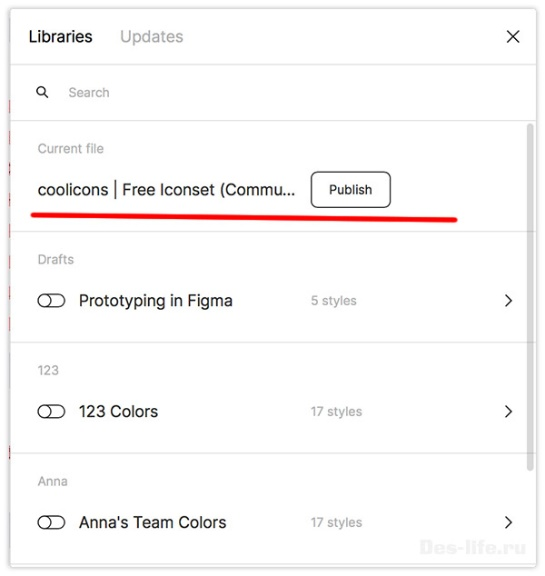 Libraries Updates
Search
Current file
coolicons | Free Iconset (Commu... Publish
Drafts
Prototyping in Figma 5 styles
123
123 Colors 17 styles
Anna
Anna's Team Colors 17 styles
Des-life.ru